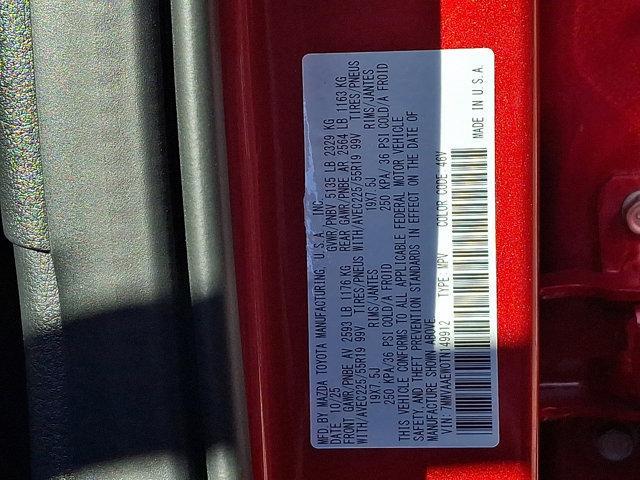 MFD BY MAZDA TOYOTA MANUFACTURING, U.S.A., INC.
DATE 10/25 GVWR/PNBV 5135 LB 2329 KG
FRONT GAWR/PNBE AV 2593 LB 1176 KG REAR GAWR/PNBE AR 2564 LB 1163 KG
WITH/AVEC225/55R19 99V TIRES/PNEUS WITH/AVEC225/55R19 99V TIRES/PNEUS
19X7.5J RIMS/JANTES 19X7.5J RIMS/JANTES
250 KPA/36 PSI COLD/A FROID 250 KPA/ 36 PSI COLD/A FROID
THIS VEHICLE CONFORMS TO ALL APPLICABLE FEDERAL MOTOR VEHICLE
SAFETY, AND THEFT PREVENTION STANDARDS IN EFFECT ON THE DATE OF
MANUFACTURE SHOWN ABOVE.
VIN: TYPE: MPV COLOR CODE 46V
MADE IN U.S.A.